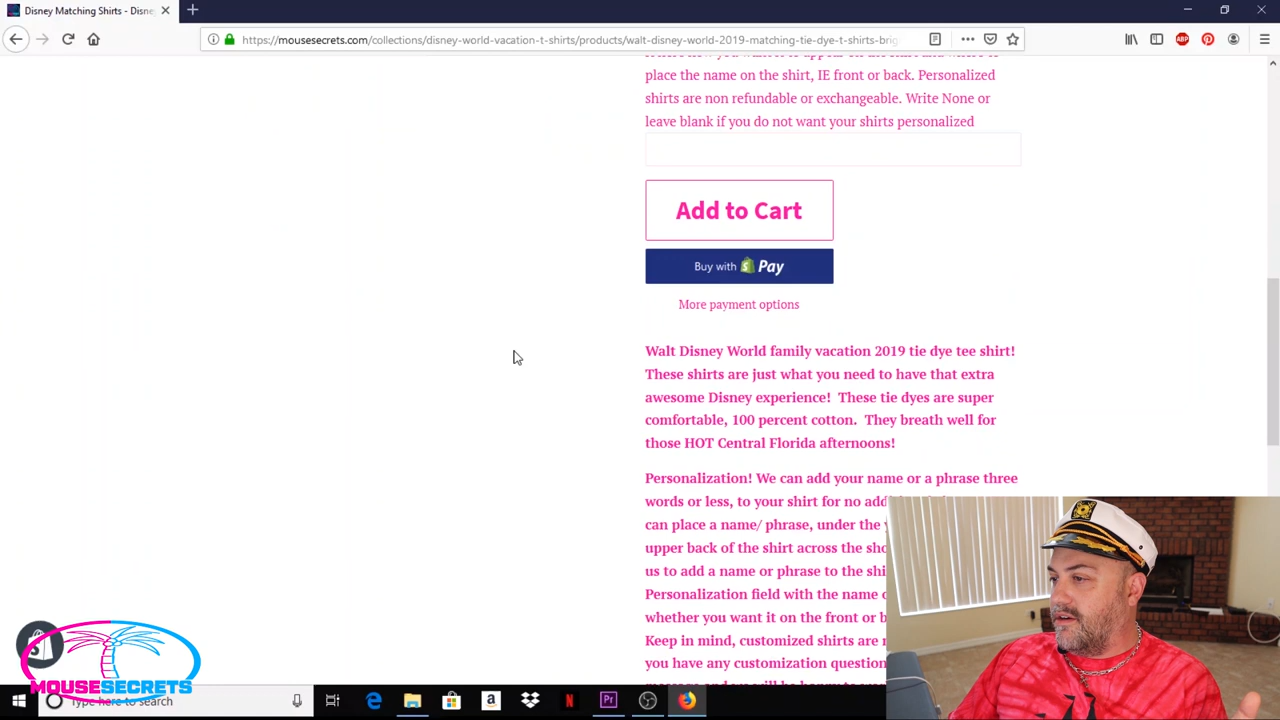 Disney Matching Shirts - Disne
https://mousesecrets.com/collections/disney-world-vacation-t-shirts/products/walt-disney-world-2019-matching-tie-dye-t-shirts-brig
ABP
place the name on the shirt, IE front or back. Personalized
shirts are non refundable or exchangeable. Write None or
leave blank if you do not want your shirts personalized
Add to Cart
Buy with Pay
More payment options
Walt Disney World family vacation 2019 tie dye tee shirt!
These shirts are just what you need to have that extra
awesome Disney experience! These tie dyes are super
comfortable, 100 percent cotton. They breath well for
those HOT Central Florida afternoons!
Personalization! We can add your name or a phrase three
words or less, to your shirt for no
can place a name/ phrase, under the
upper back of the shirt across the
us to add a name or phrase to the
Personalization field with the name
whether you want it on the front or
Keep in mind, customized shirts are
you have any customization question
MOUSESECRETS
Type here to search
Pr